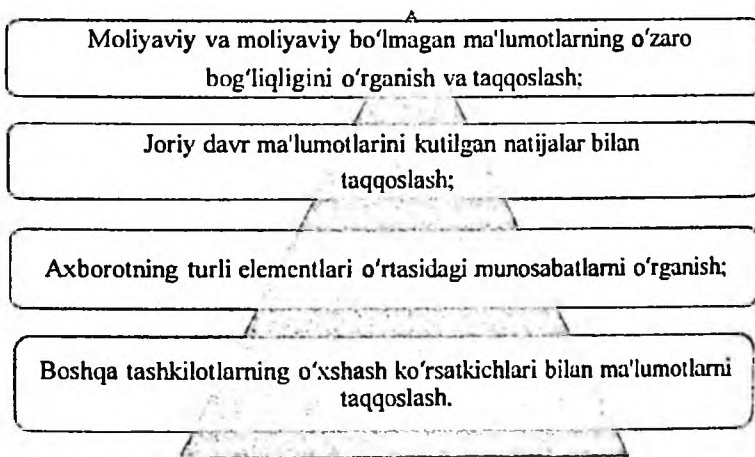 Moliyaviy va moliyaviy bo'lmagan ma'lumotlarning o'zaro
bog'liqligini o'rganish va taqqoslash;
Joriy davr ma'lumotlarini kutilgan natijalar bilan
taqqoslash;
Axborotning turli elementlari o'rtasidagi munosabatlarni o'rganish;
Boshqa tashkilotlarning o'xshash ko'rsatkichlari bilan ma'lumotlarni
taqqoslash.